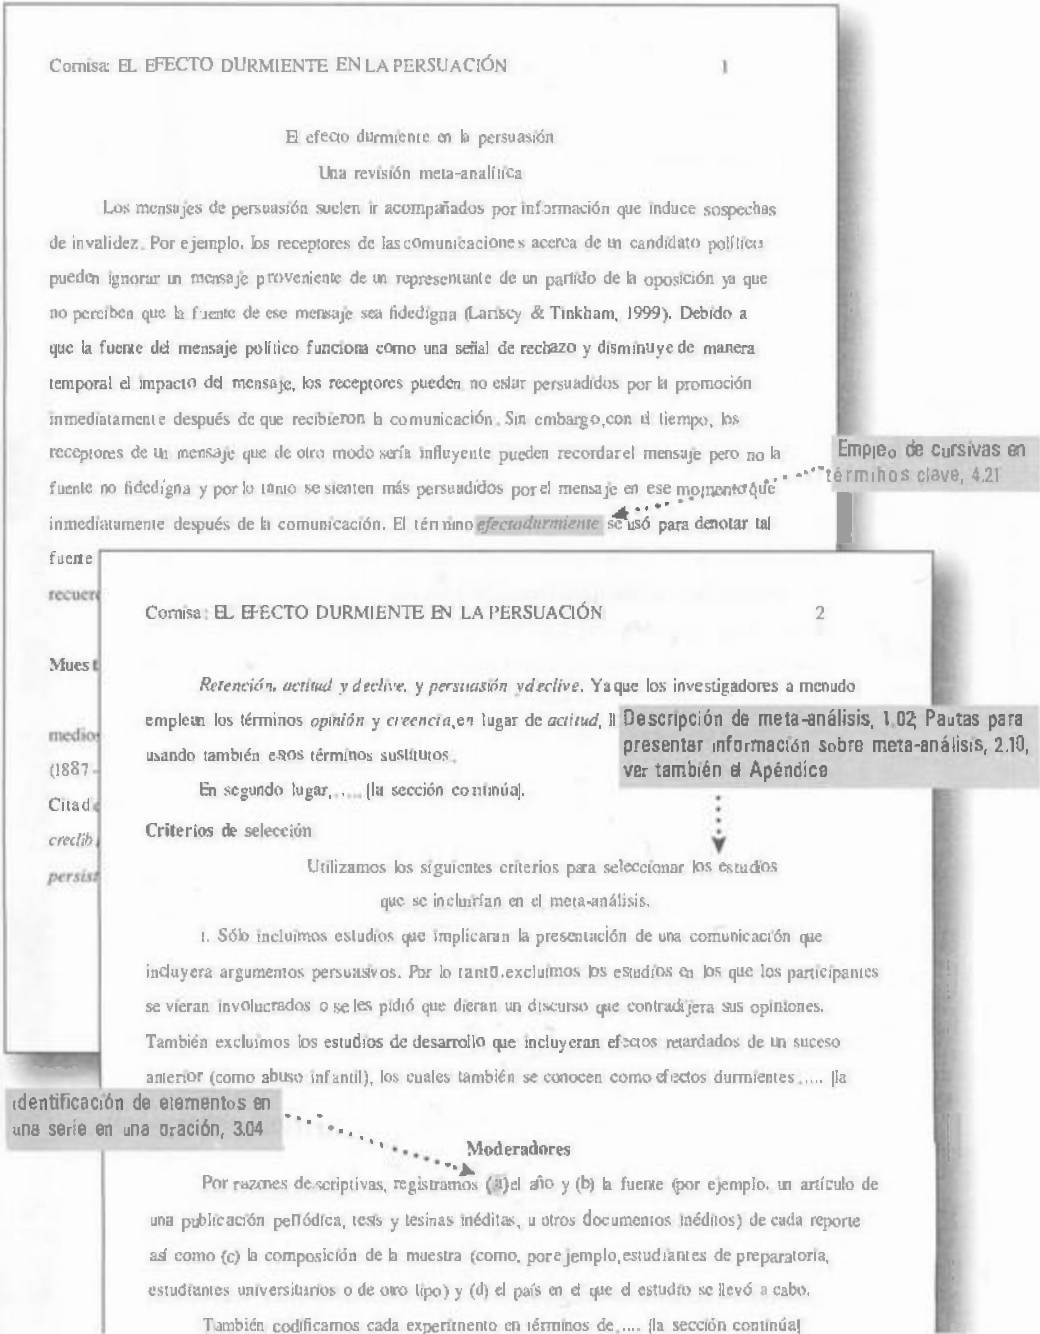 Cornisa: EL EFECTO DURMIENTE EN LA PERSUACIÓN 1
El efecto durmiente en la persuasión
Una revisión meta-analítica
Los mensajes de persuasión suelen ir acompañados por información que induce sospechas
de invalidez. Por ejemplo, los receptores de las comunicaciones acerca de un candidato político
pueden ignorar un mensaje proveniente de un representante de un partido de la oposición ya que
no perciben que la fuente de ese mensaje sea fidedigna (Lariscy & Tinkham, 1999). Debido a
que la fuente del mensaje político funciona como una señal de rechazo y disminuye de manera
temporal el impacto del mensaje, los receptores pueden no estar persuadidos por la promoción
inmediatamente después de que recibieron la comunicación. Sin embargo, con el tiempo, los
receptores de un mensaje que de otro modo sería influyente pueden recordar el mensaje pero no la
fuente no fidedigna y por lo tanto se sienten más persuadidos por el mensaje en ese momento que
inmediatamente después de la comunicación. El término efecto durmiente se usó para denotar tal
Empleo de cursivas en
términos clave, 4.21
fuente
recuer
Muest
medios
(1887 -
Citad
credib
persist
Cornisa: EL EFECTO DURMIENTE EN LA PERSUACIÓN 2
Retención, actitud y declive, y persuasión y declive. Ya que los investigadores a menudo
emplean los términos opinión y creencia, en lugar de actitud, ll
usando también esos términos sustitutos.
Descripción de meta-análisis, 1.02; Pautas para
presentar información sobre meta-análisis, 2.10,
ver también el Apéndice
En segundo lugar, .... [la sección continúa].
Criterios de selección
Utilizamos los siguientes criterios para seleccionar los estudios
que se incluirían en el meta-análisis.
1. Sólo incluimos estudios que implicaran la presentación de una comunicación que
incluyera argumentos persuasivos. Por lo tanto, excluimos los estudios en los que los participantes
se vieran involucrados o se les pidió que dieran un discurso que contradijera sus opiniones.
También excluimos los estudios de desarrollo que incluyeran efectos retardados de un suceso
anterior (como abuso infantil), los cuales también se conocen como efectos durmientes ..... [la
Identificación de elementos en
una serie en una oración, 3.04
Moderadores
Por razones descriptivas, registramos (a) el año y (b) la fuente (por ejemplo, un artículo de
una publicación periódica, tesis y tesinas inéditas, u otros documentos inéditos) de cada reporte
así como (c) la composición de la muestra (como, por ejemplo, estudiantes de preparatoria,
estudiantes universitarios o de otro tipo) y (d) el país en el que el estudio se llevó a cabo.
También codificamos cada experimento en términos de .... [la sección continúa]